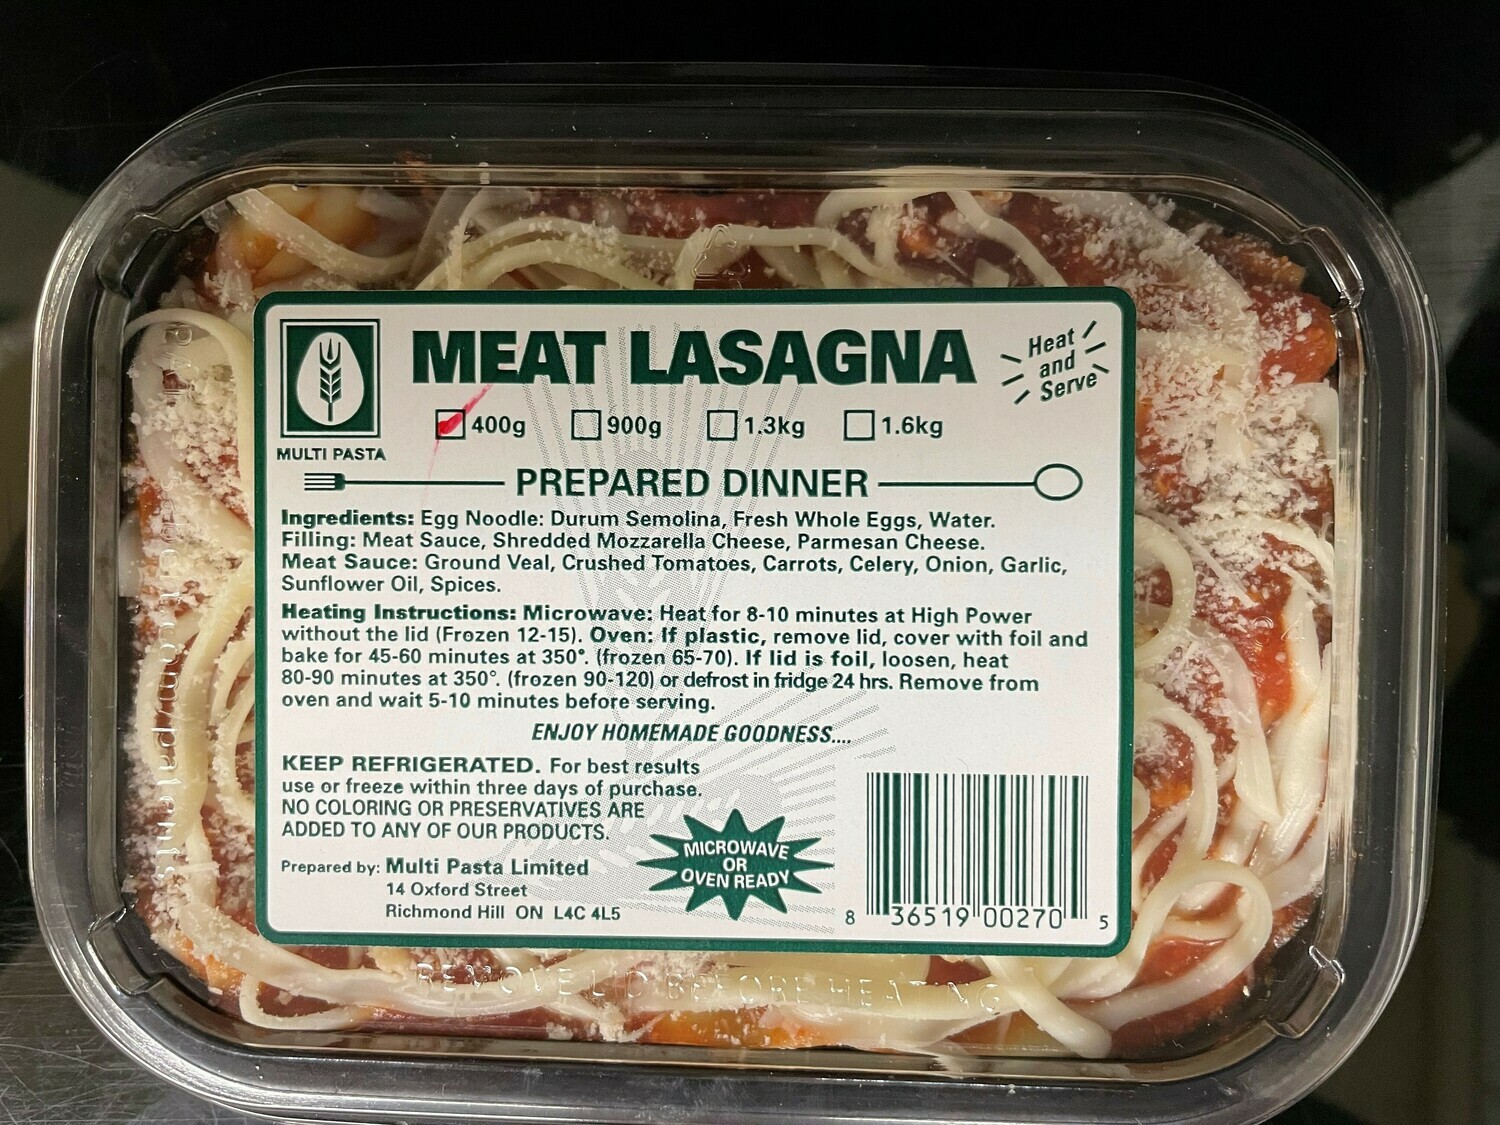 MEAT LASAGNA
Heat
and
Serve
400g 900g 1.3kg 1.6kg
MULTI PASTA
PREPARED DINNER
Ingredients: Egg Noodle: Durum Semolina, Fresh Whole Eggs, Water.
Filling: Meat Sauce, Shredded Mozzarella Cheese, Parmesan Cheese.
Meat Sauce: Ground Veal, Crushed Tomatoes, Carrots, Celery, Onion, Garlic,
Sunflower Oil, Spices.
Heating Instructions: Microwave: Heat for 8-10 minutes at High Power
without the lid (Frozen 12-15). Oven: If plastic, remove lid, cover with foil and
bake for 45-60 minutes at 350°. (frozen 65-70). If lid is foil, loosen, heat
80-90 minutes at 350°. (frozen 90-120) or defrost in fridge 24 hrs. Remove from
oven and wait 5-10 minutes before serving.
ENJOY HOMEMADE GOODNESS....
KEEP REFRIGERATED. For best results
use or freeze within three days of purchase.
NO COLORING OR PRESERVATIVES ARE
ADDED TO ANY OF OUR PRODUCTS.
Prepared by: Multi Pasta Limited
14 Oxford Street
Richmond Hill ON L4C 4L5
MICROWAVE
OR
OVEN READY
8 36519 00270 5
REMOVE LID BEFORE HEATING